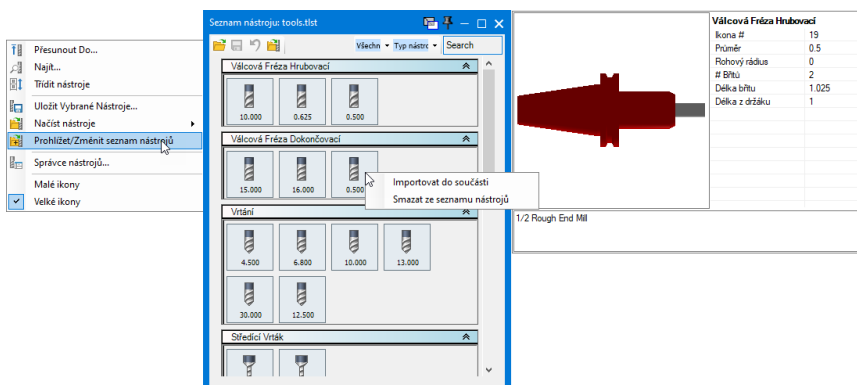 Přesunout Do...
Najít...
Třídit nástroje
Uložit Vybrané Nástroje...
Načíst nástroje
Prohlížet/Změnit seznam nástrojů
Správce nástrojů...
Malé ikony
Velké ikony
Seznam nástroju: tools.tlst
Všechn Typ nástrc Search
Válcová Fréza Hrubovací
10.000 0.625 0.500
Válcová Fréza Dokončovací
15.000 16.000 0.500
Importovat do součásti
Smazat ze seznamu nástrojů
Vrtání
4.500 6.800 10.000 13.000
30.000 12.500
Středící Vrták
Válcová Fréza Hrubovací
Ikona # 19
Průměr 0.5
Rohový rádius 0
# Břitů 2
Délka břitu 1.025
Délka z držáku 1
1/2 Rough End Mill